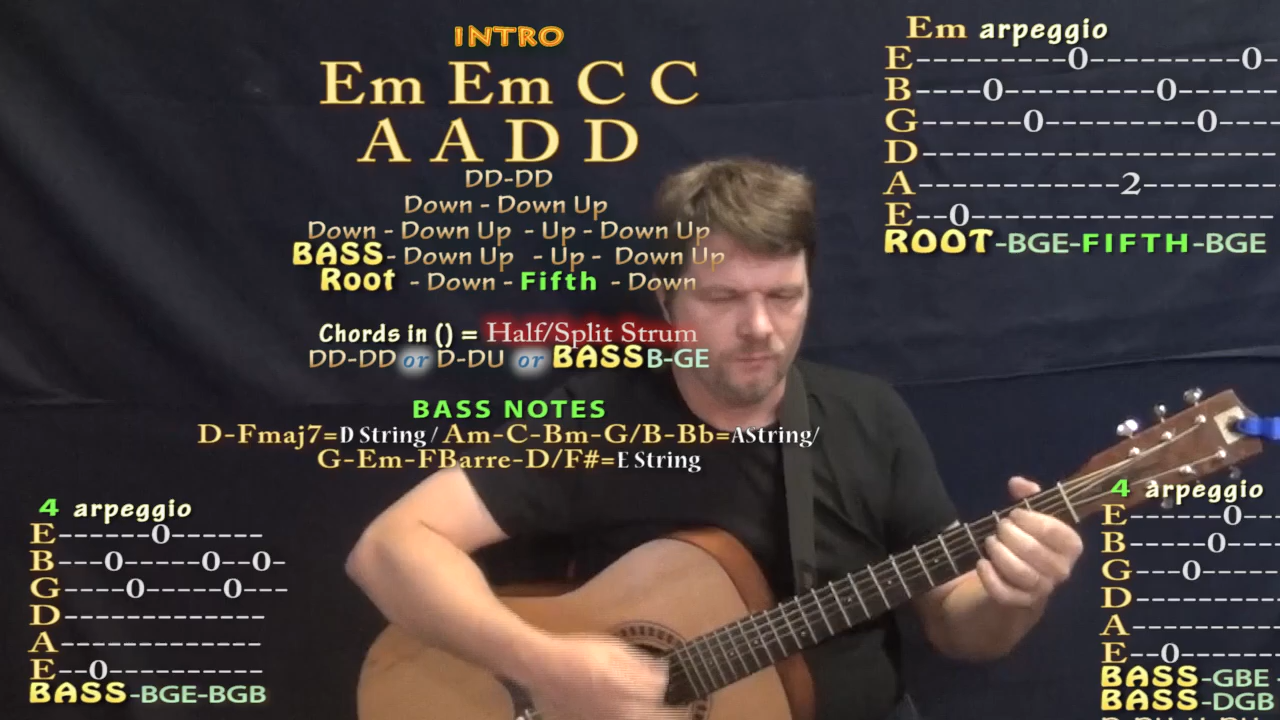 INTRO
Em Em C C
A A D D
DD-DD
Down - Down Up
Down - Down Up - Up - Down Up
BASS - Down Up - Up - Down Up
Root - Down - Fifth - Down
Chords in () = Half/Split Strum
DD-DD or D-DU or BASS B-GE
BASS NOTES
D-Fmaj7=D String / Am-C-Bm-G/B-Bb=AString/
G-Em-FBarre-D/F#=E String
Em arpeggio
E---------0---------0--
B----0--------0------
G------0--------0----
D-----------------
A------------2-------
E--0----------------
ROOT-BGE-FIFTH-BGE
4 arpeggio
E------0------
B---0-----0--0-
G----0-----0---
D--------------
A--------------
E--0-----------
BASS-BGE-BGB
4 arpeggio
E------0---
B-----0----
G---0------
D----------
A----------
E--0-------
BASS-GBE -
BASS-DGB